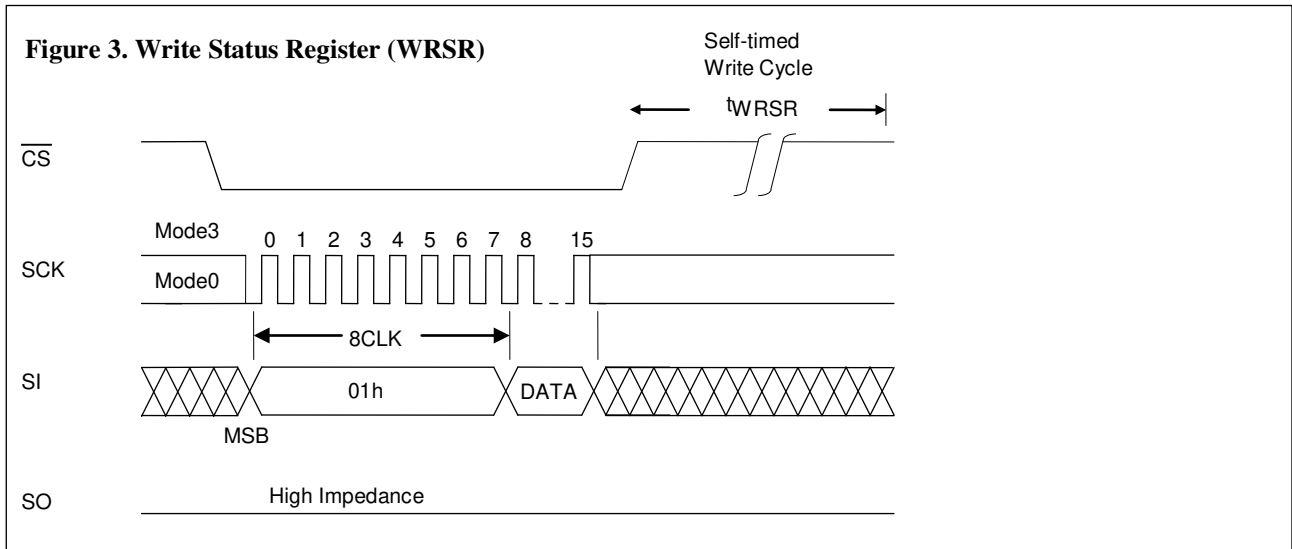 Figure 3. Write Status Register (WRSR)
Self-timed
Write Cycle
tWRSR
CS
Mode3
0 1 2 3 4 5 6 7 8 15
SCK
Mode0
8CLK
SI
01h
DATA
MSB
High Impedance
SO